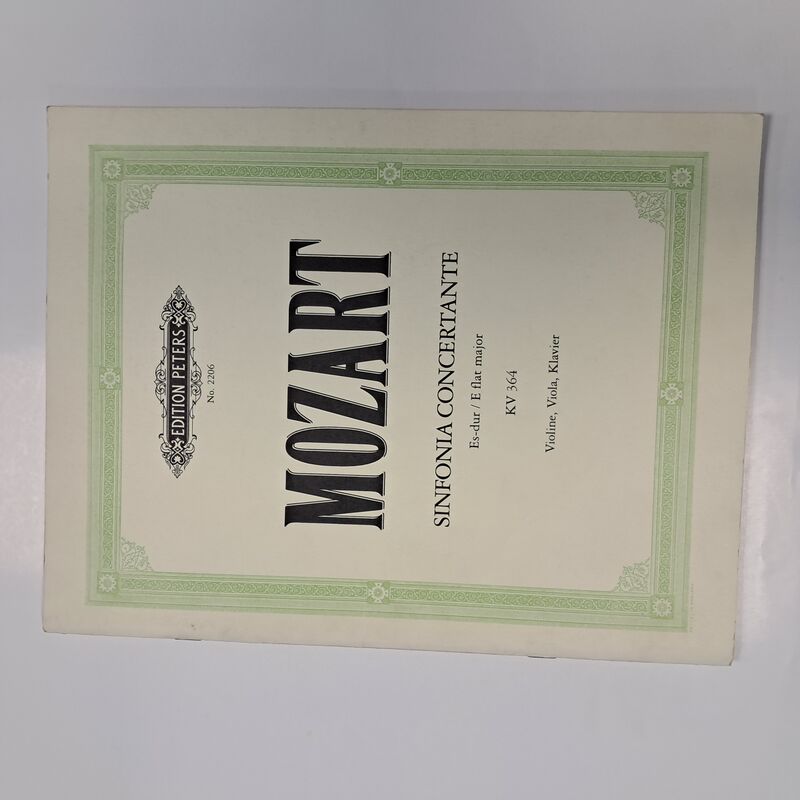 EDITION PETERS
No. 2206
MOZART
SINFONIA CONCERTANTE
Es-dur / E flat major
KV 364
Violine, Viola, Klavier